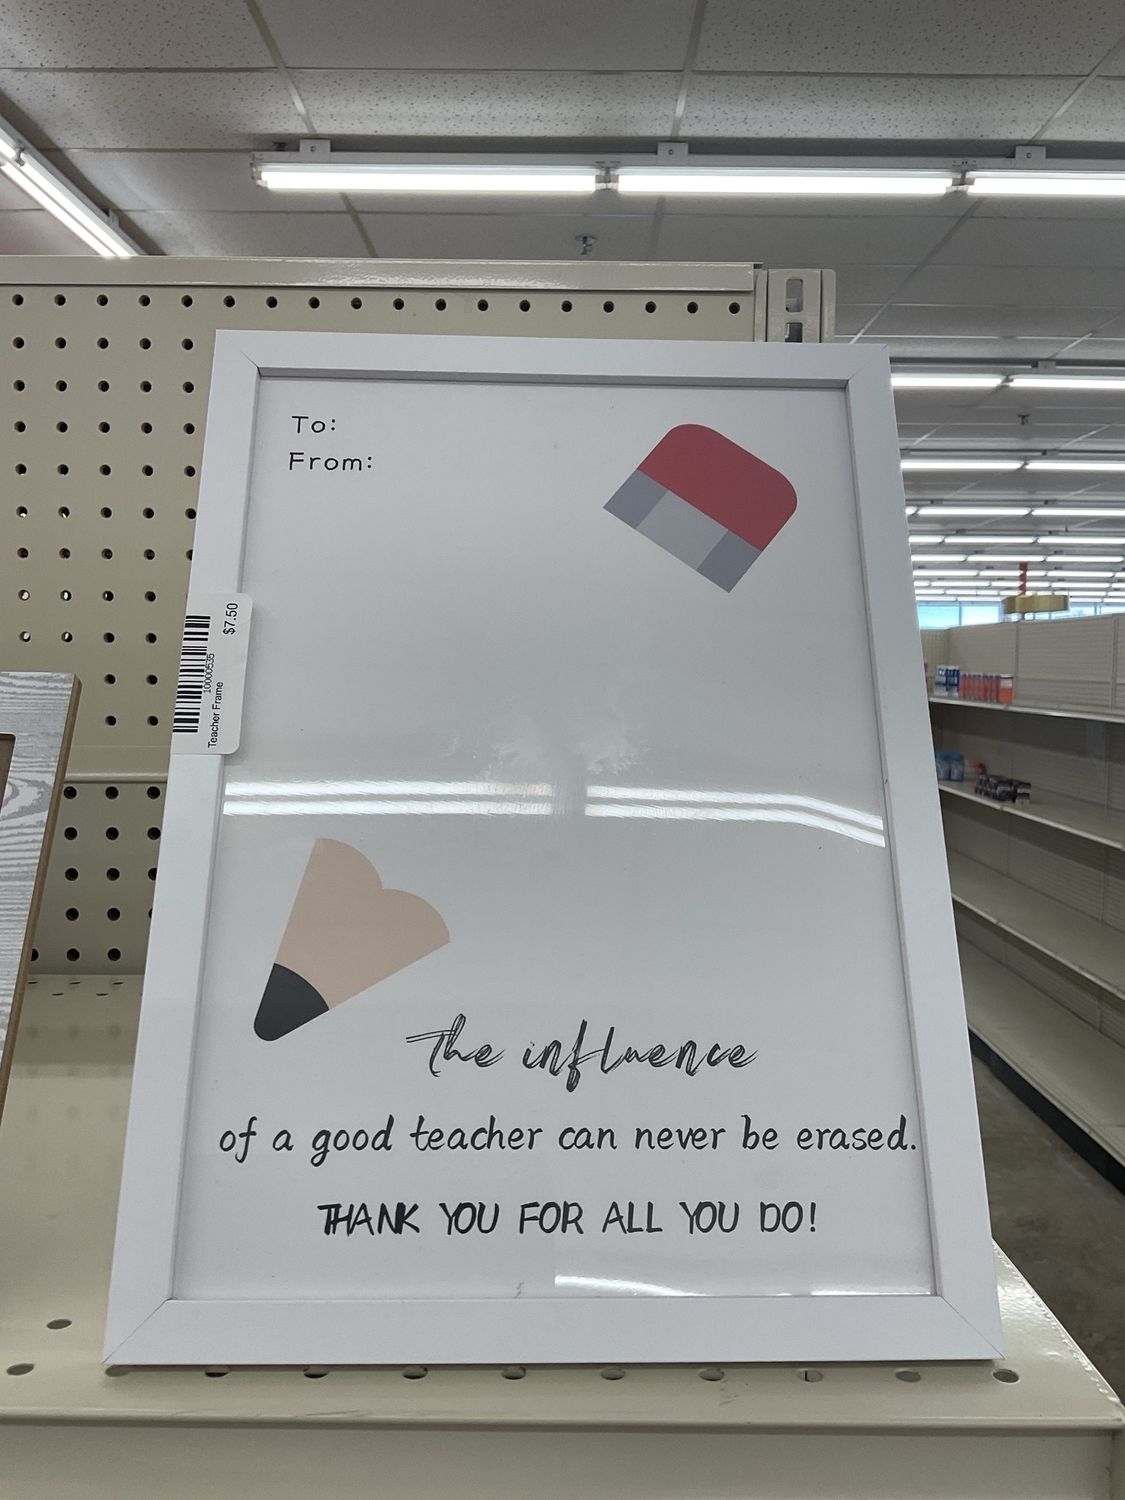 To:
From:
$7.50
10000535
Teacher Frame
The influence
of a good teacher can never be erased.
THANK YOU FOR ALL YOU DO!